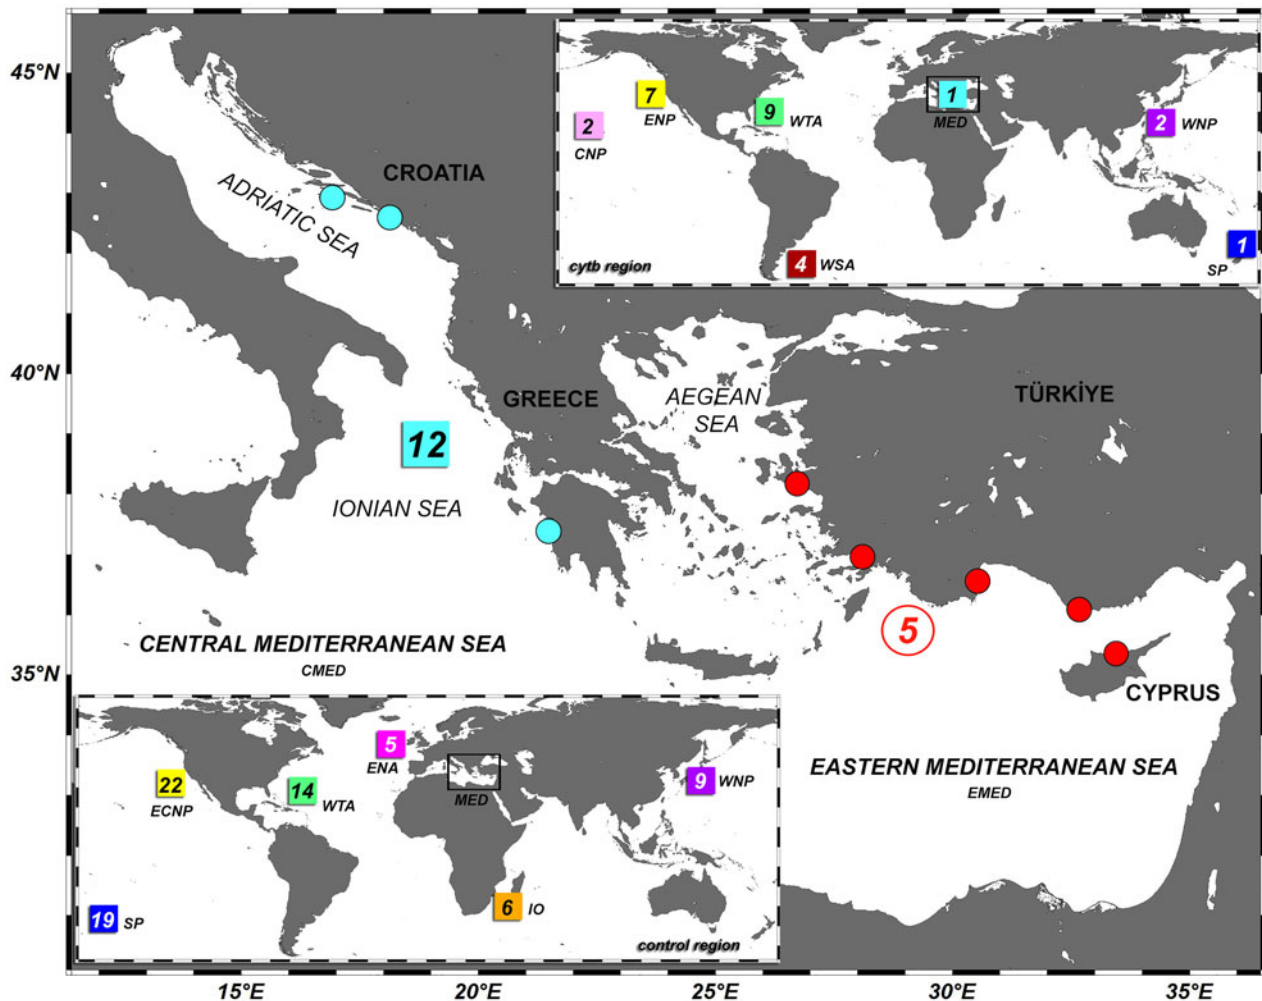 45°N
40°N
35°N
15°E
20°E
25°E
30°E
35°E
CROATIA
ADRIATIC SEA
GREECE
AEGEAN
SEA
TÜRKİYE
12
IONIAN SEA
5
CENTRAL MEDITERRANEAN SEA
CMED
CYPRUS
EASTERN MEDITERRANEAN SEA
EMED
7
ENP
2
CNP
9
WTA
1
MED
2
WNP
1
SP
4
WSA
cytb region
5
ENA
22
ECNP
14
WTA
MED
9
WNP
19
SP
6
IO
control region